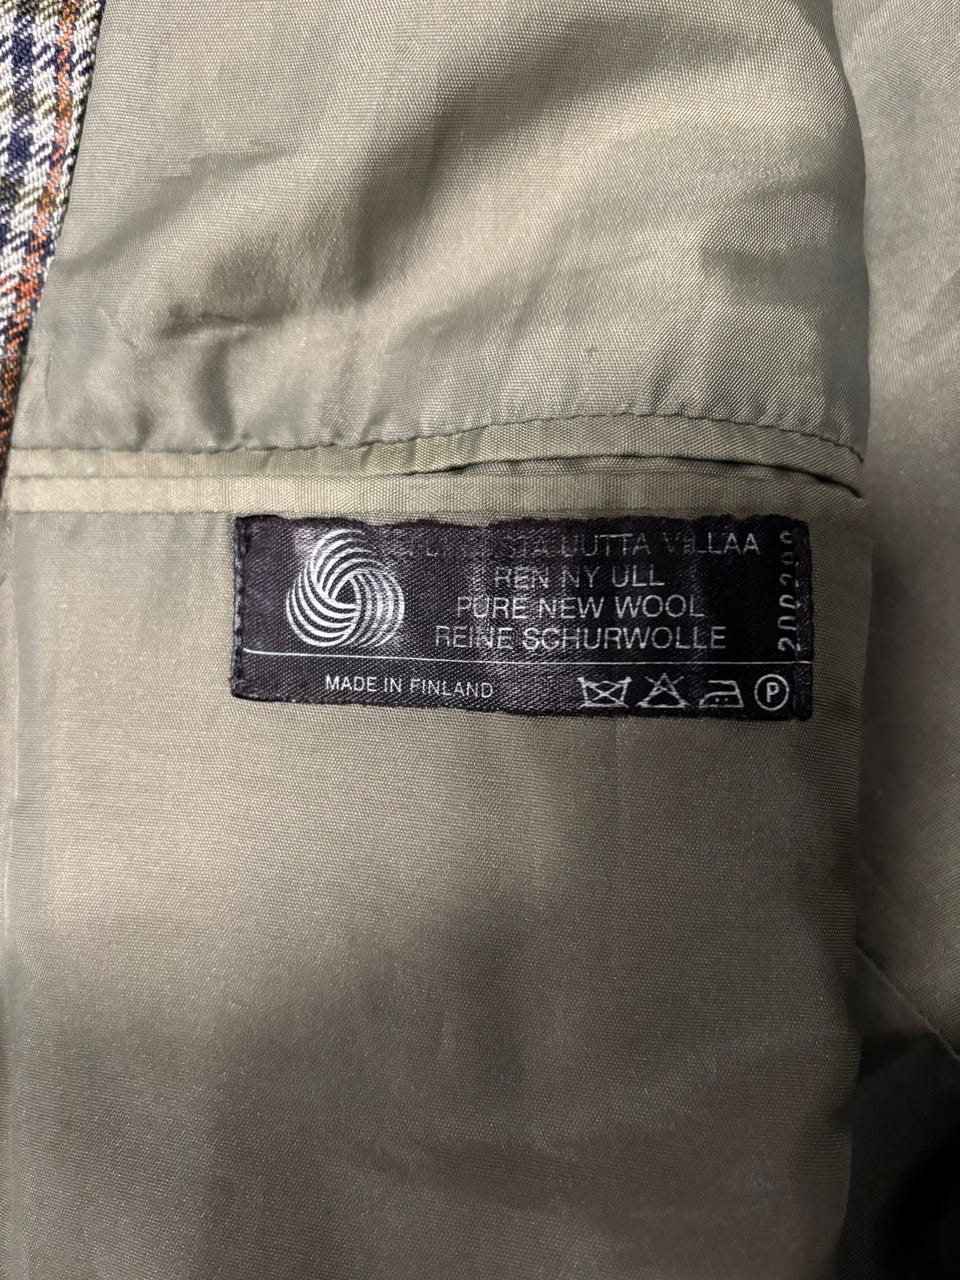 UUTTA VILLAA
REN NY ULL
PURE NEW WOOL
REINE SCHURWOLLE
MADE IN FINLAND
P